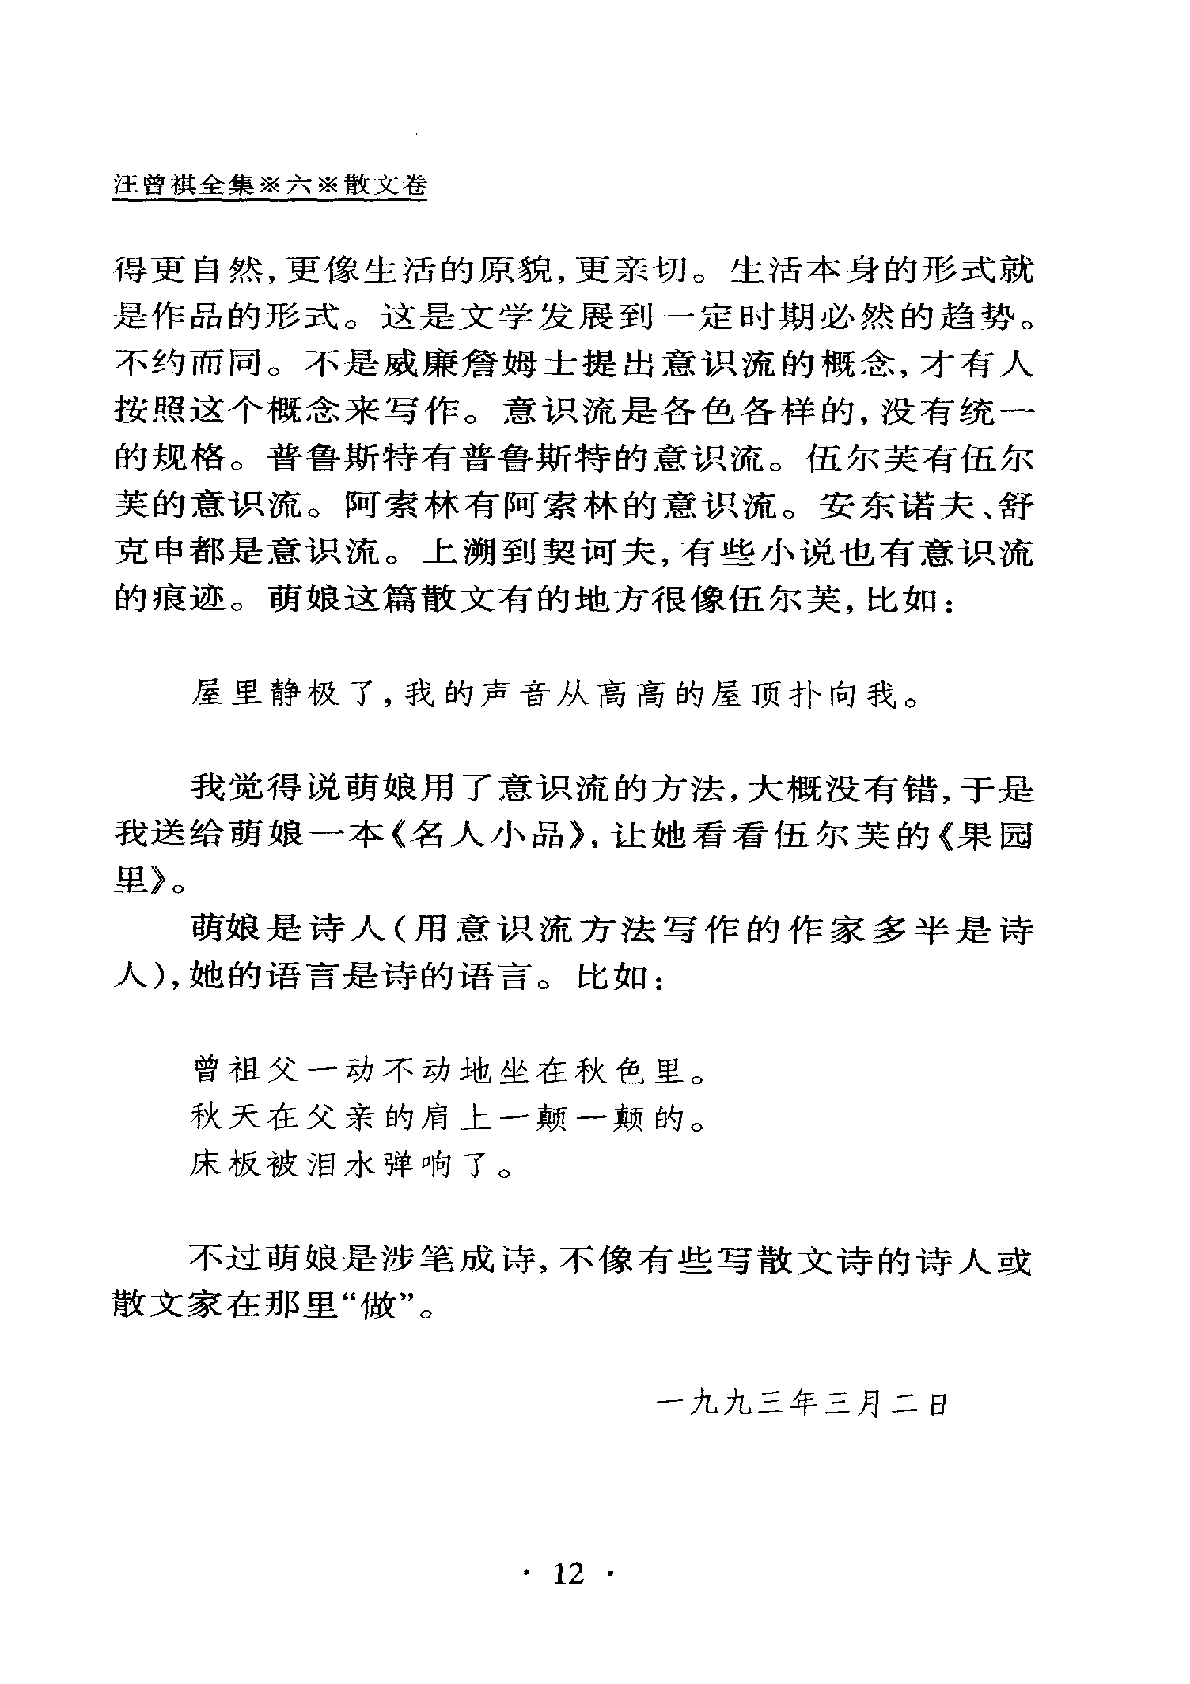 汪曾祺全集※六※散文卷
得更自然,更像生活的原貌,更亲切。生活本身的形式就
是作品的形式。这是文学发展到一定时期必然的趋势。
不约而同。不是威廉詹姆士提出意识流的概念,才有人
按照这个概念来写作。意识流是各色各样的,没有统一
的规格。普鲁斯特有普鲁斯特的意识流。伍尔芙有伍尔
芙的意识流。阿索林有阿索林的意识流。安东诺夫、舒
克申都是意识流。上溯到契诃夫,有些小说也有意识流
的痕迹。萌娘这篇散文有的地方很像伍尔芙,比如:
屋里静极了,我的声音从高高的屋顶扑向我。
我觉得说萌娘用了意识流的方法,大概没有错,于是
我送给萌娘一本《名人小品》,让她看看伍尔芙的《果园
里》。
萌娘是诗人(用意识流方法写作的作家多半是诗
人),她的语言是诗的语言。比如:
曾祖父一动不动地坐在秋色里。
秋天在父亲的肩上一颠一颠的。
床板被泪水弹响了。
不过萌娘是涉笔成诗,不像有些写散文诗的诗人或
散文家在那里“做”。
一九九三年三月二日
· 12 ·